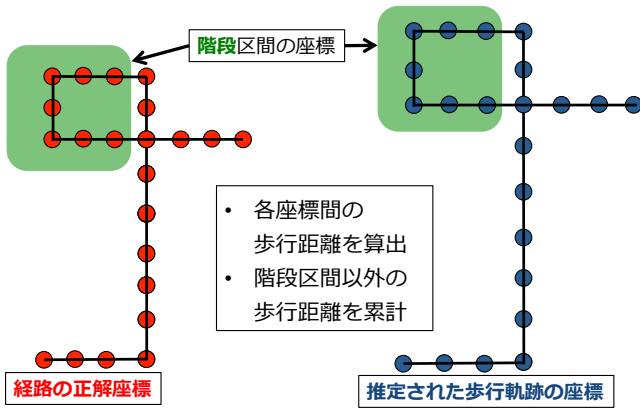 階段区間の座標
• 各座標間の
歩行距離を算出
• 階段区間以外の
歩行距離を累計
経路の正解座標
推定された歩行軌跡の座標